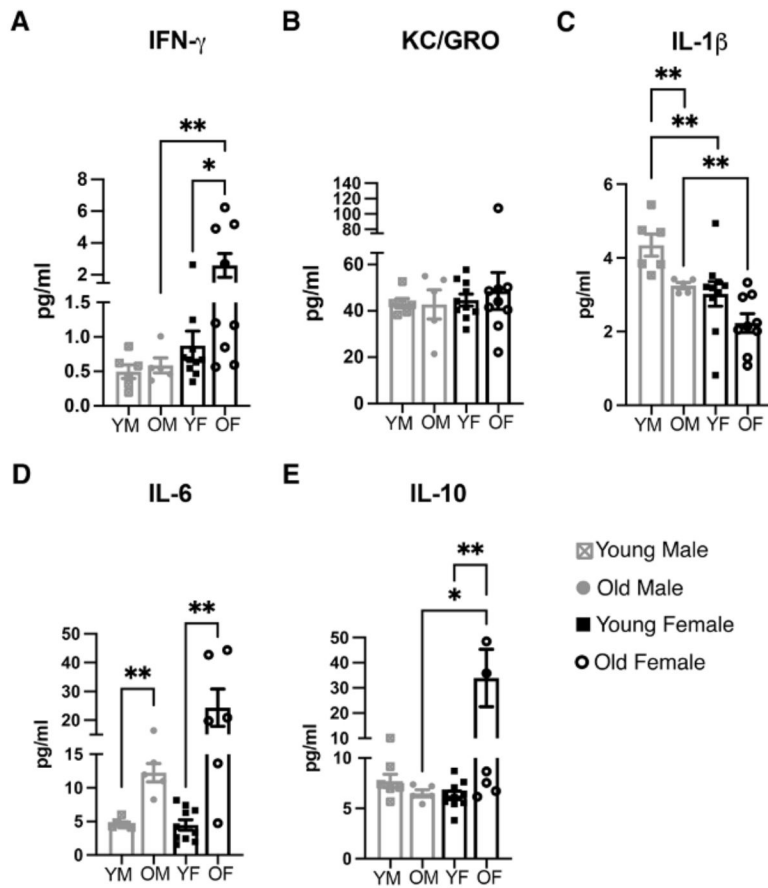 A
IFN-γ
**
*
pg/ml
8
6
4
2
1.5
1.0
0.5
0.0
YM OM YF OF
B
KC/GRO
pg/ml
140
120
100
80
60
40
20
0
YM OM YF OF
C
IL-1β
**
**
**
pg/ml
6
4
2
0
YM OM YF OF
D
IL-6
**
**
pg/ml
50
40
30
20
15
10
5
0
YM OM YF OF
E
IL-10
**
*
pg/ml
50
40
30
20
10
10
5
0
YM OM YF OF
Young Male
Old Male
Young Female
Old Female